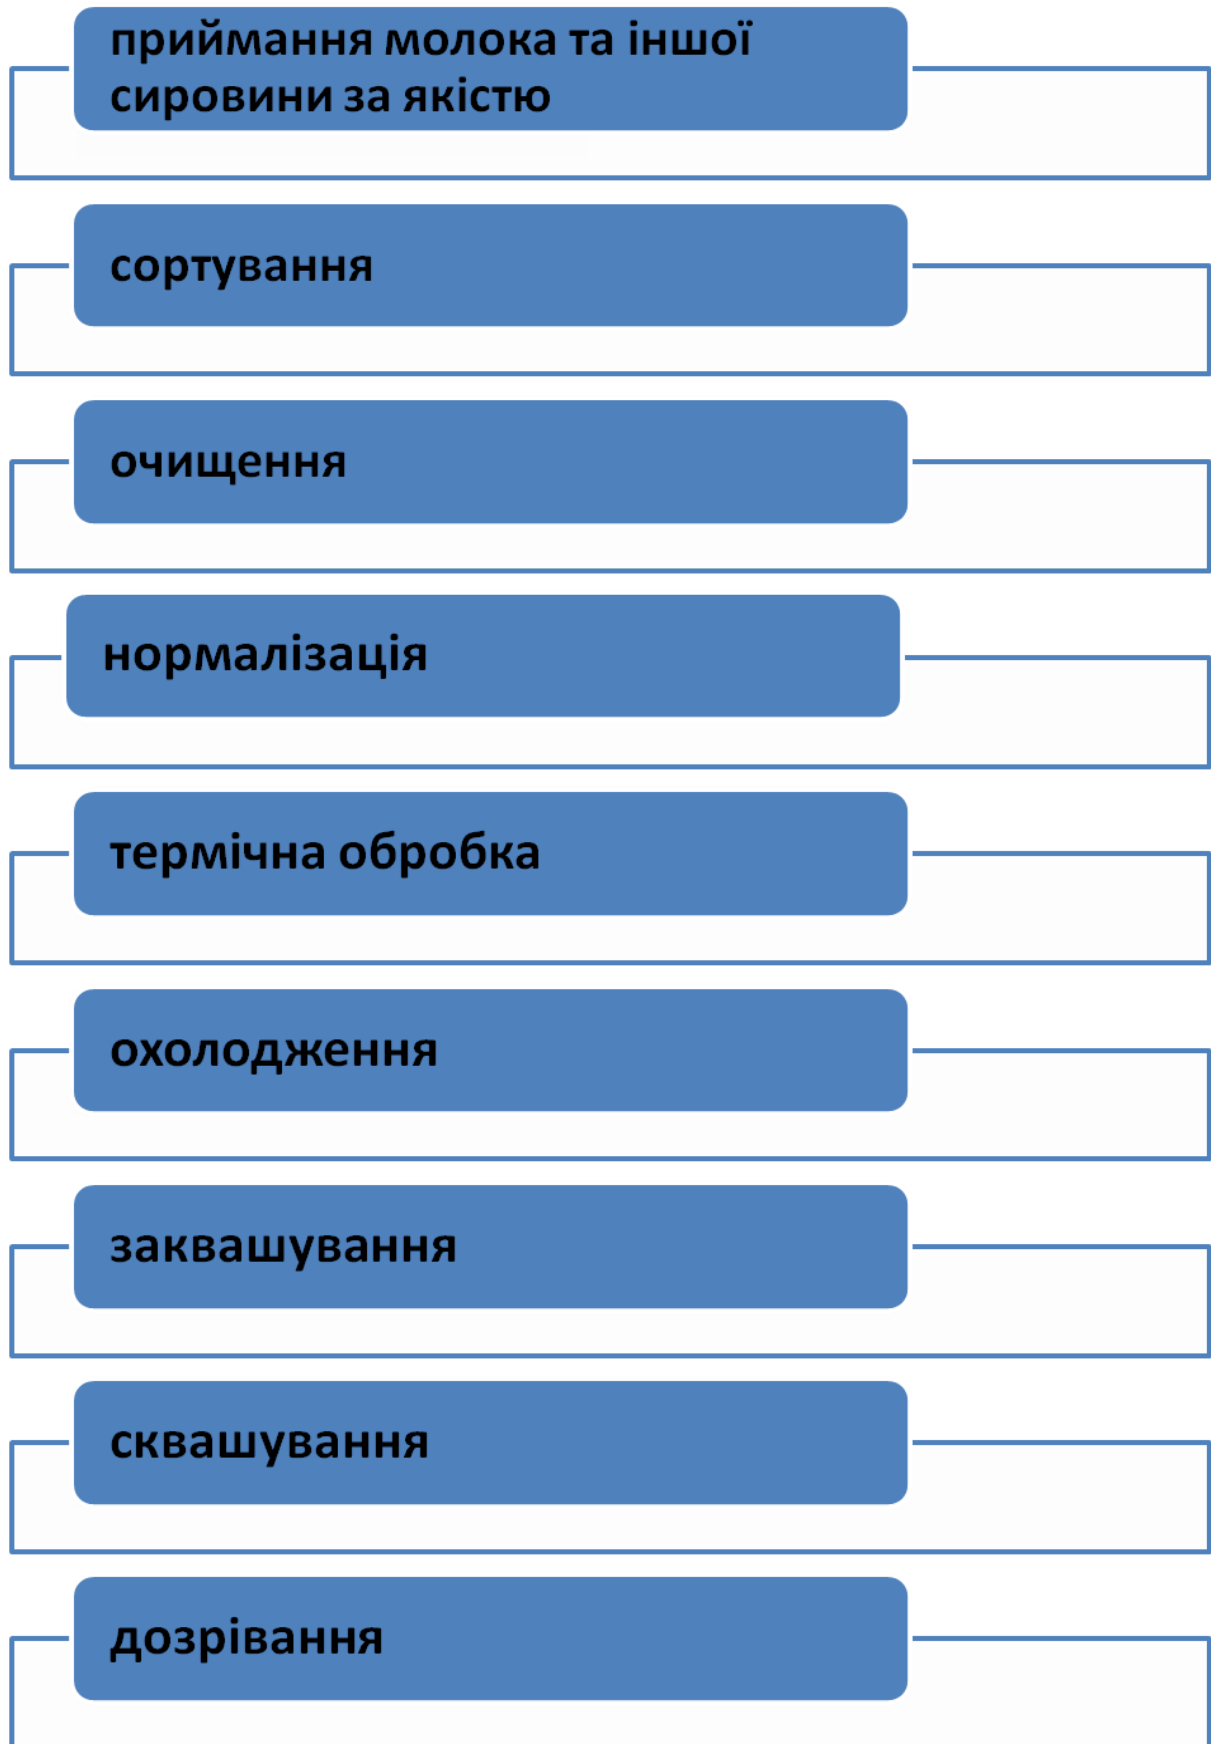 приймання молока та іншої
сировини за якістю
сортування
очищення
нормалізація
термічна обробка
охолодження
заквашування
сквашування
дозрівання